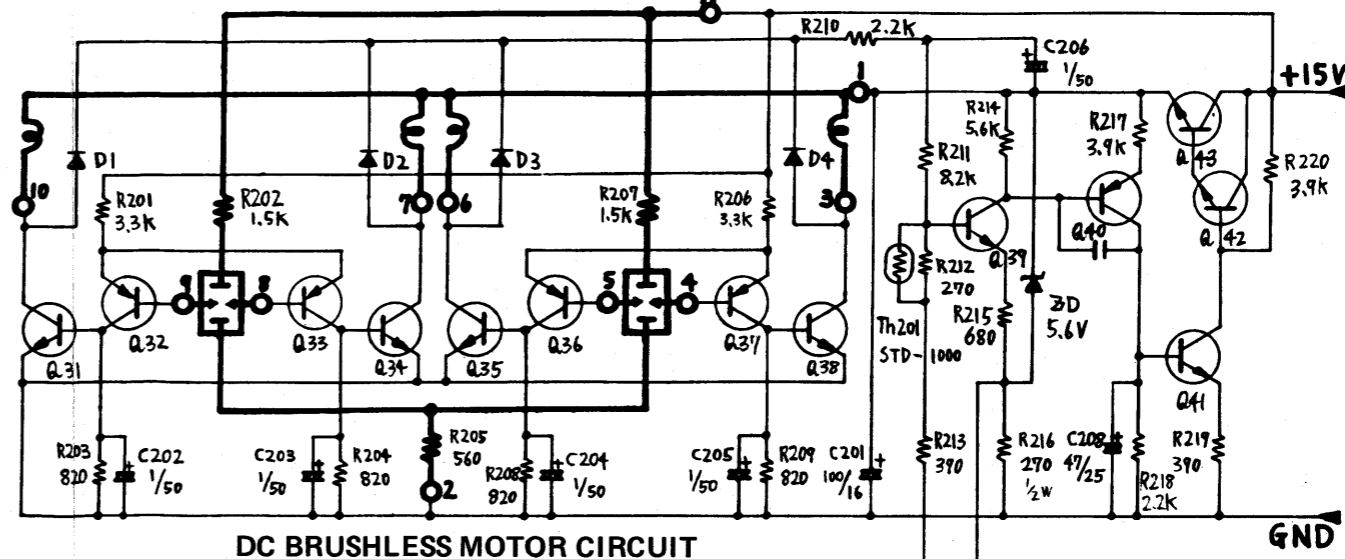 R210
2.2K
C206
1/50
+15V
1
R214
5.6K
R217
3.9K
Q43
R211
8.2K
R220
3.9K
D1
D2
D3
D4
10
R201
3.3K
R202
1.5K
7
6
R207
1.5K
R206
3.3K
3
Q40
Q42
Q39
R212
270
9
8
5
4
Th201
STD-1000
R215
680
ZD
5.6V
Q31
Q32
Q33
Q34
Q35
Q36
Q37
Q38
Q41
R203
820
C202
1/50
C203
1/50
R204
820
R205
560
2
R208
820
C204
1/50
C205
1/50
R209
820
C201
100/16
R213
390
R216
270
1/2W
C208
47/25
R218
2.2K
R219
390
GND
DC BRUSHLESS MOTOR CIRCUIT